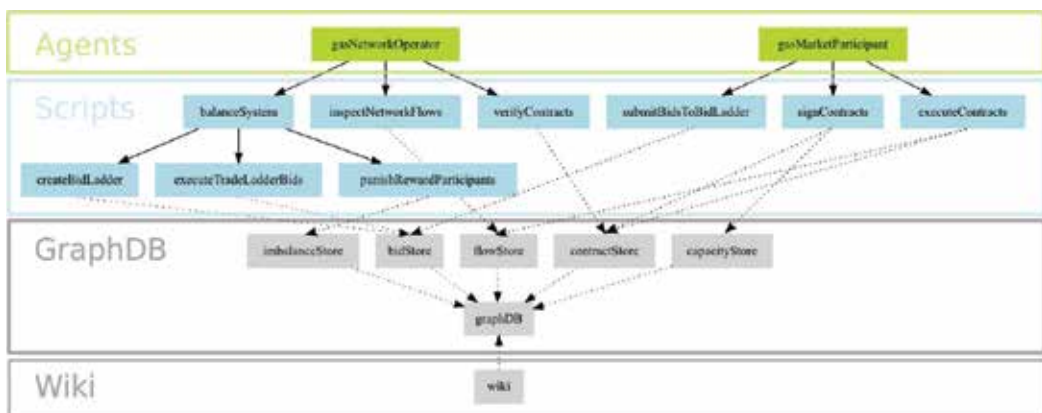 Agents
gasNetworkOperator
gasMarketParticipant
Scripts
balanceSystem
inspectNetworkFlows
verifyContracts
submitBidsToBidLadder
signContracts
executeContracts
createBidLadder
executeTradeLadderBids
punishRewardParticipants
GraphDB
imbalanceStore
bidStore
flowStore
contractStore
capacityStore
graphDB
wiki
Wiki